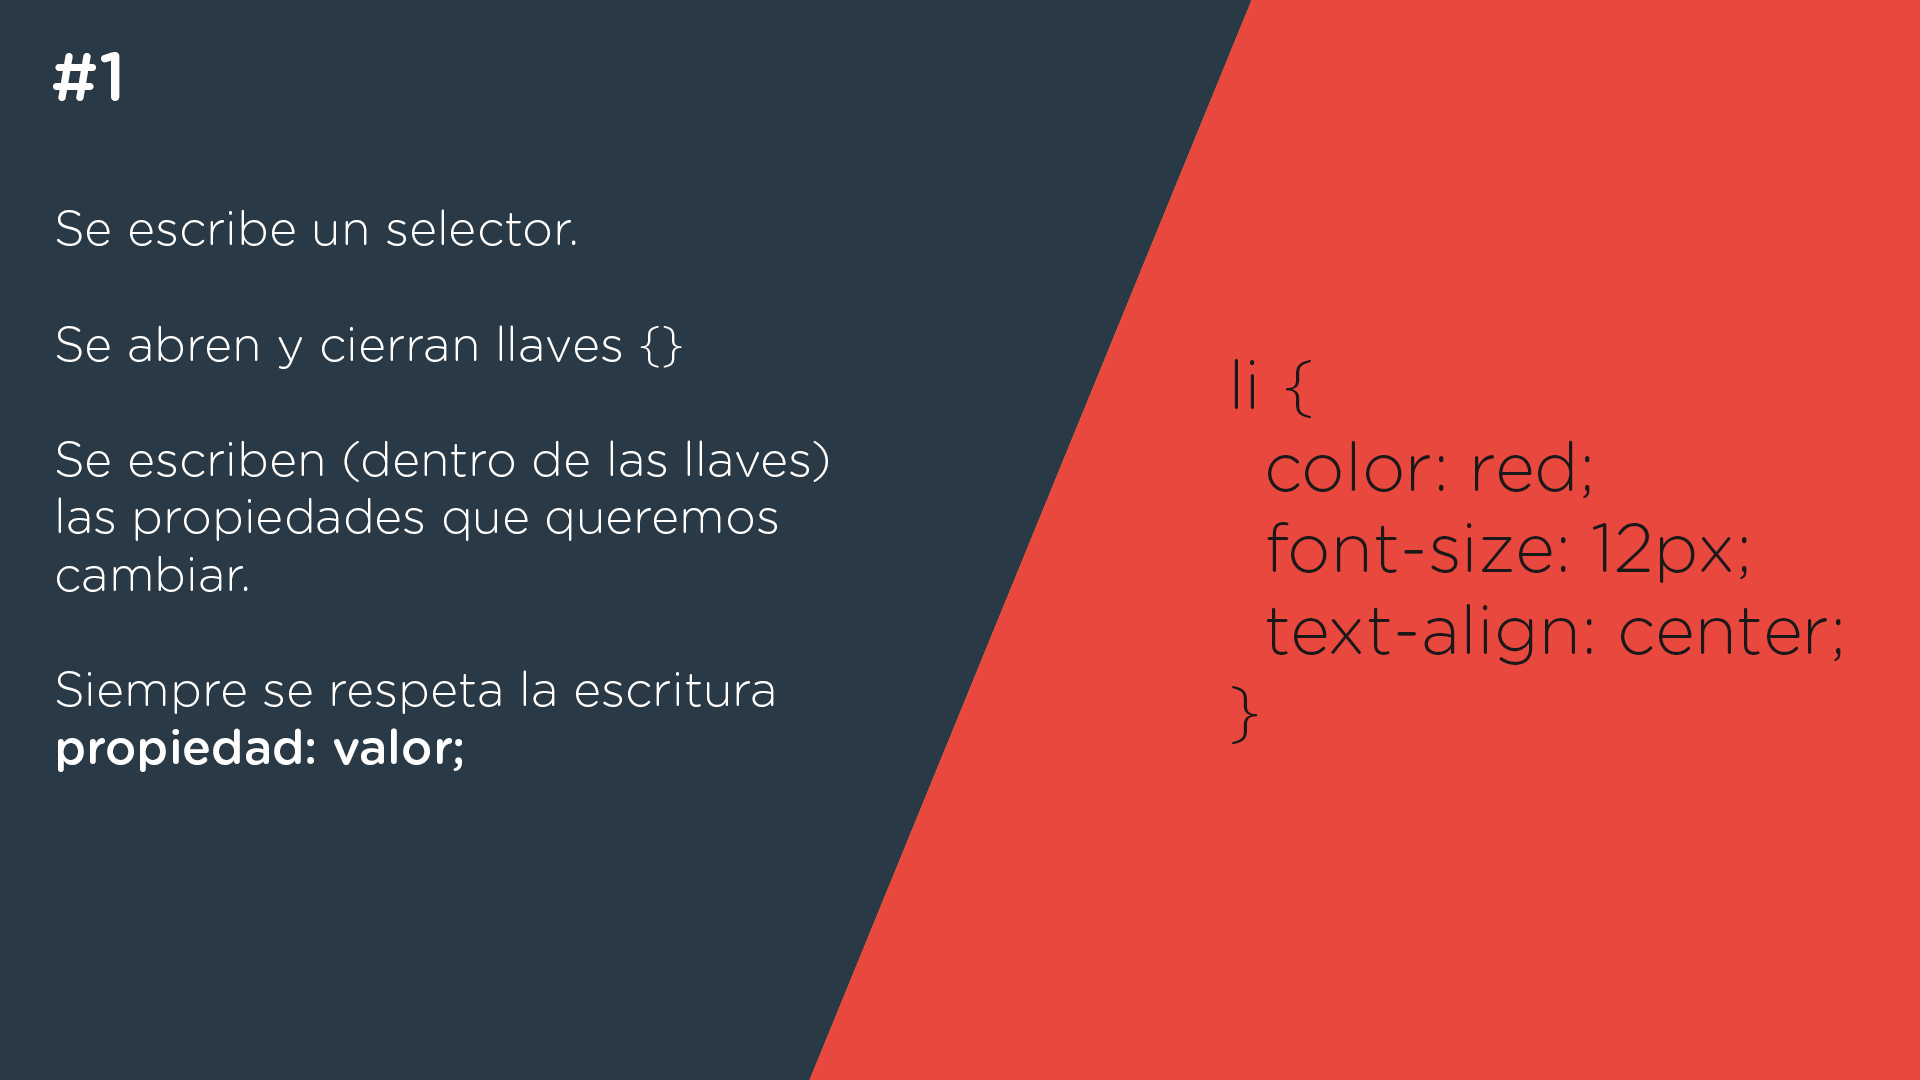 #1
Se escribe un selector.
Se abren y cierran llaves {}
Se escriben (dentro de las llaves)
las propiedades que queremos
cambiar.
Siempre se respeta la escritura
propiedad: valor;
li {
color: red;
font-size: 12px;
text-align: center;
}